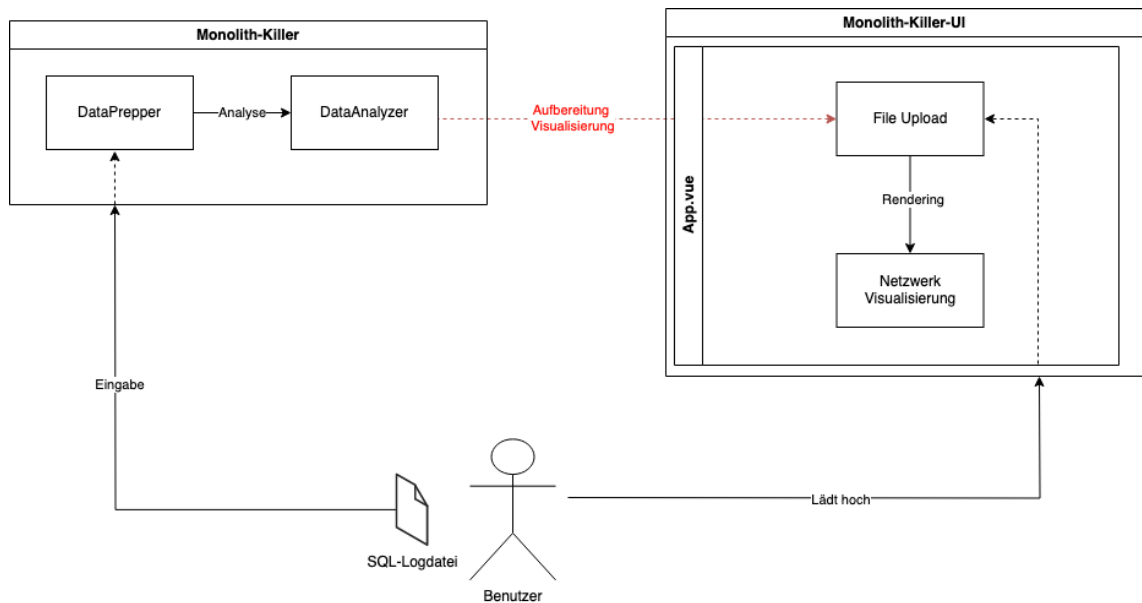 Monolith-Killer
DataPrepper
Analyse
DataAnalyzer
Aufbereitung
Visualisierung
Monolith-Killer-UI
App.vue
File Upload
Rendering
Netzwerk
Visualisierung
Eingabe
SQL-Logdatei
Benutzer
Lädt hoch